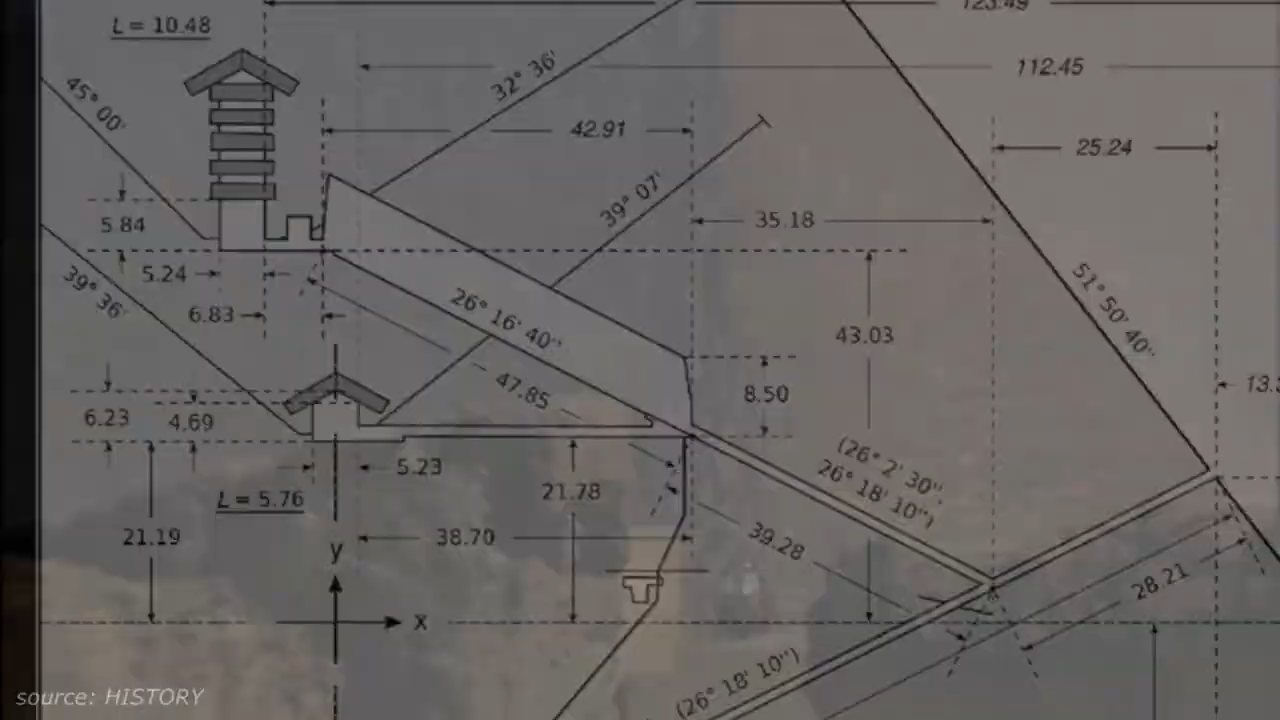 123.49
L = 10.48
112.45
32° 36'
45° 00'
42.91
25.24
39° 07'
5.84
35.18
5.24
39° 36'
6.83
26° 16' 40''
51° 50' 40''
43.03
47.85
8.50
6.23
4.69
5.23
(26° 2' 30'',
26° 18' 10'')
L = 5.76
21.78
21.19
38.70
39.28
y
x
28.21
(26° 18' 10'')
source: HISTORY